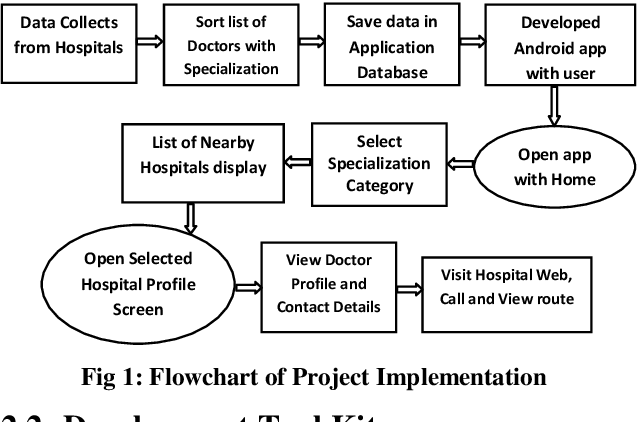 Data Collects
from Hospitals
Sort list of
Doctors with
Specialization
Save data in
Application
Database
Developed
Android app
with user
Open app
with Home
Select
Specialization
Category
List of Nearby
Hospitals display
Open Selected
Hospital Profile
Screen
View Doctor
Profile and
Contact Details
Visit Hospital Web,
Call and View route
Fig 1: Flowchart of Project Implementation